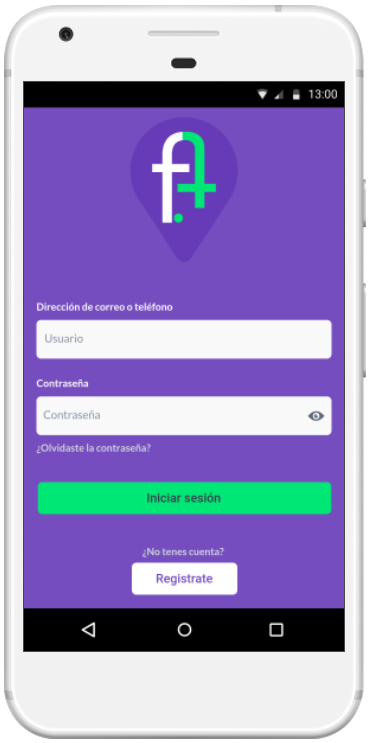 13:00
Dirección de correo o teléfono
Usuario
Contraseña
Contraseña
¿Olvidaste la contraseña?
Iniciar sesión
¿No tenes cuenta?
Registrate